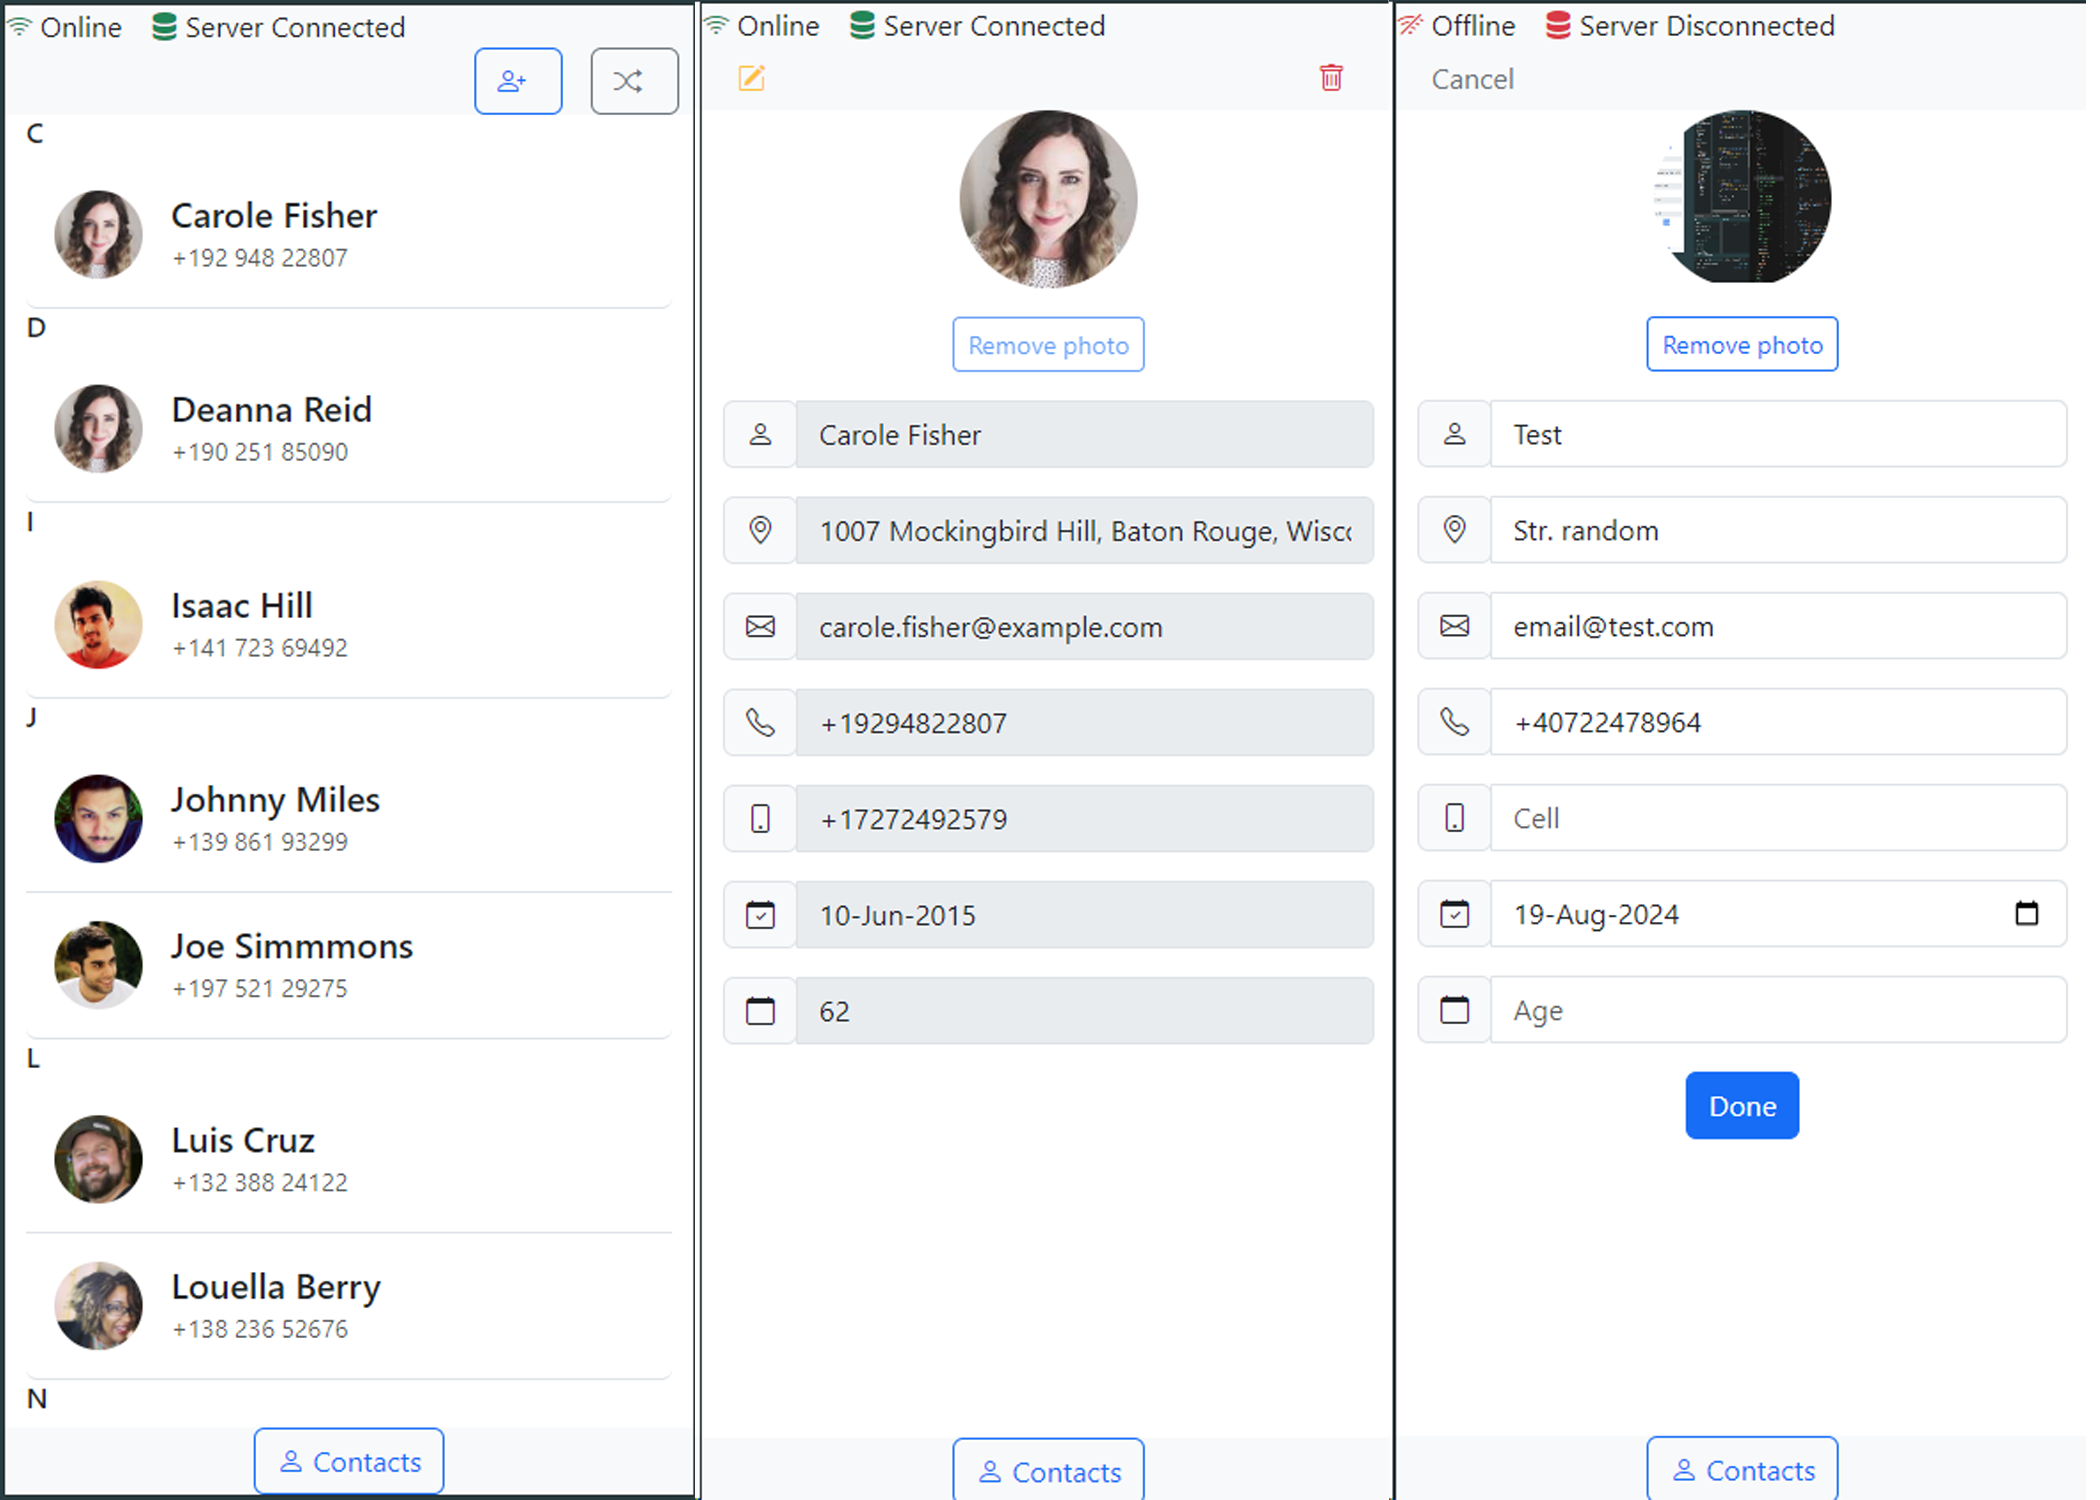 Online Server Connected
C
Carole Fisher
+192 948 22807
D
Deanna Reid
+190 251 85090
I
Isaac Hill
+141 723 69492
J
Johnny Miles
+139 861 93299
Joe Simmmons
+197 521 29275
L
Luis Cruz
+132 388 24122
Louella Berry
+138 236 52676
N
Contacts
Online Server Connected
Remove photo
Carole Fisher
1007 Mockingbird Hill, Baton Rouge, Wisc
carole.fisher@example.com
+19294822807
+17272492579
10-Jun-2015
62
Contacts
Offline Server Disconnected
Cancel
Remove photo
Test
Str. random
email@test.com
+40722478964
Cell
19-Aug-2024
Age
Done
Contacts